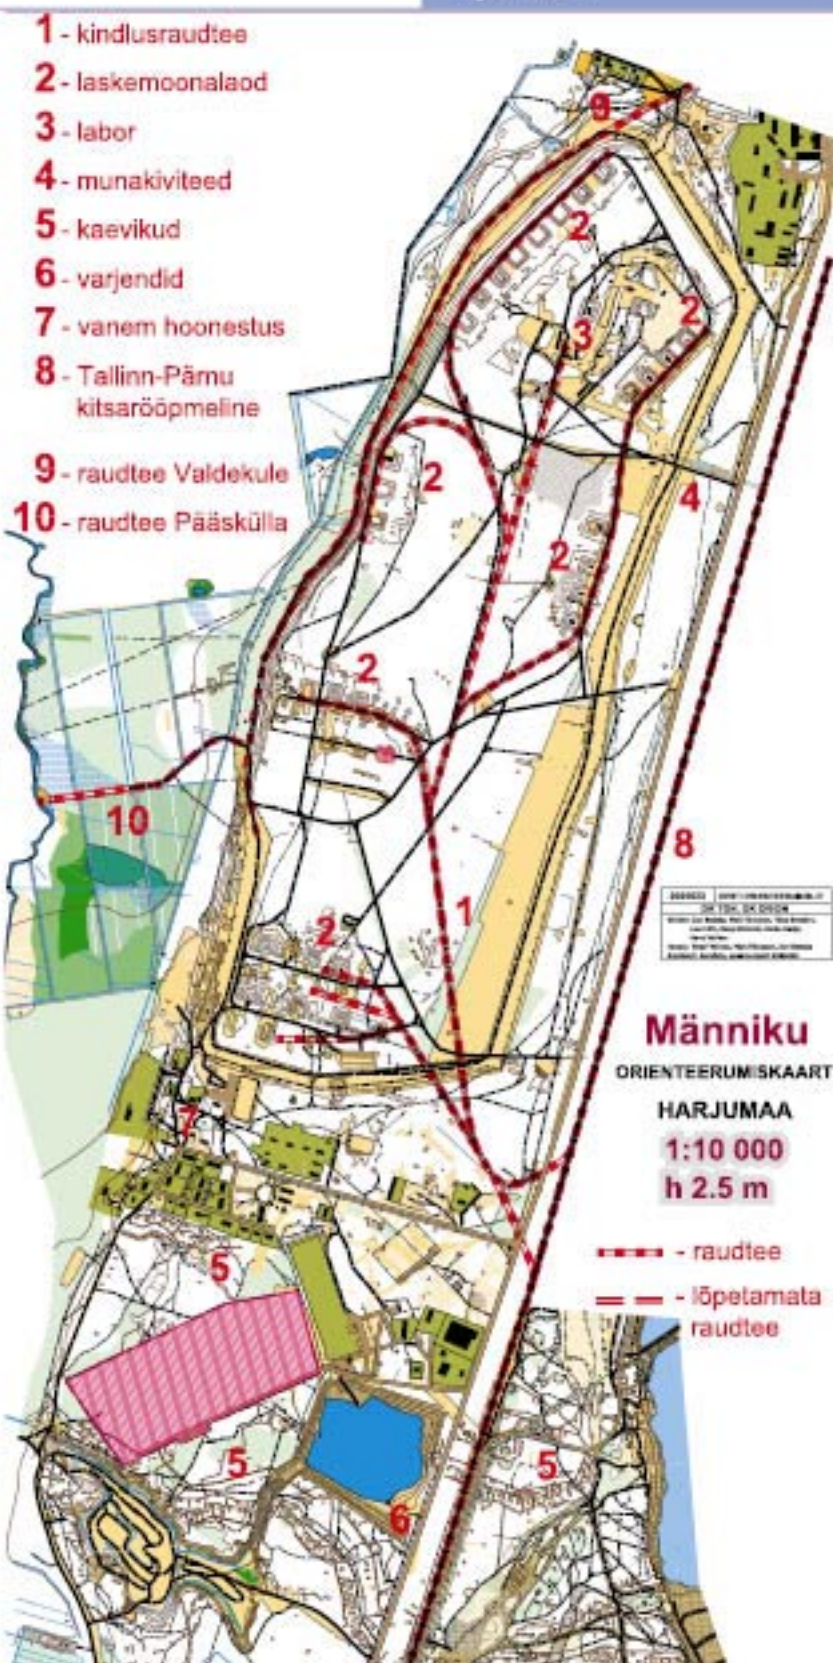 1 - kindlusraudtee
2 - laskemoonalaod
3 - labor
4 - munakiviteed
5 - kaevikud
6 - varjendid
7 - vanem hoonestus
8 - Tallinn-Pärnu
kitsarööpmeline
9 - raudtee Valdekule
10 - raudtee Pääskülla
9
2
2
3
2
4
2
2
10
8
1
2
Männiku
ORIENTEERUMISKAART
HARJUMAA
1:10 000
h 2.5 m
7
5
- raudtee
- lõpetamata
raudtee
5
5
6